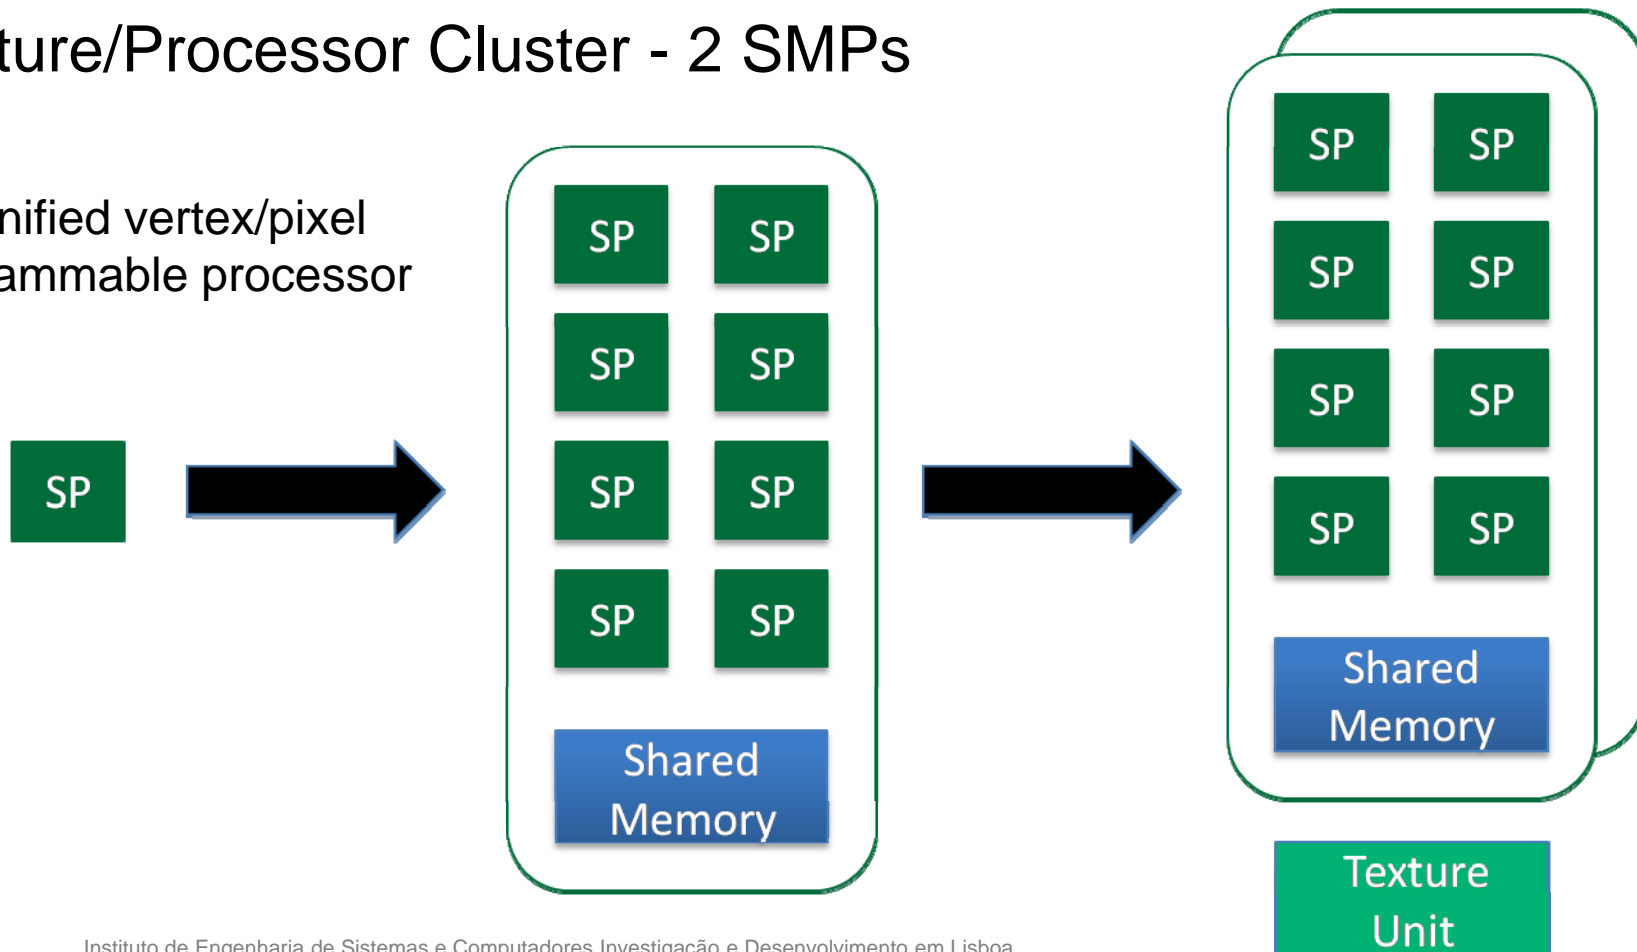 ture/Processor Cluster - 2 SMPs
nified vertex/pixel
ammable processor
SP
SP SP
SP SP
SP SP
SP SP
Shared
Memory
SP SP
SP SP
SP SP
SP SP
Shared
Memory
Texture
Unit
Instituto de Engenharia de Sistemas e Computadores Investigação e Desenvolvimento em Lisboa